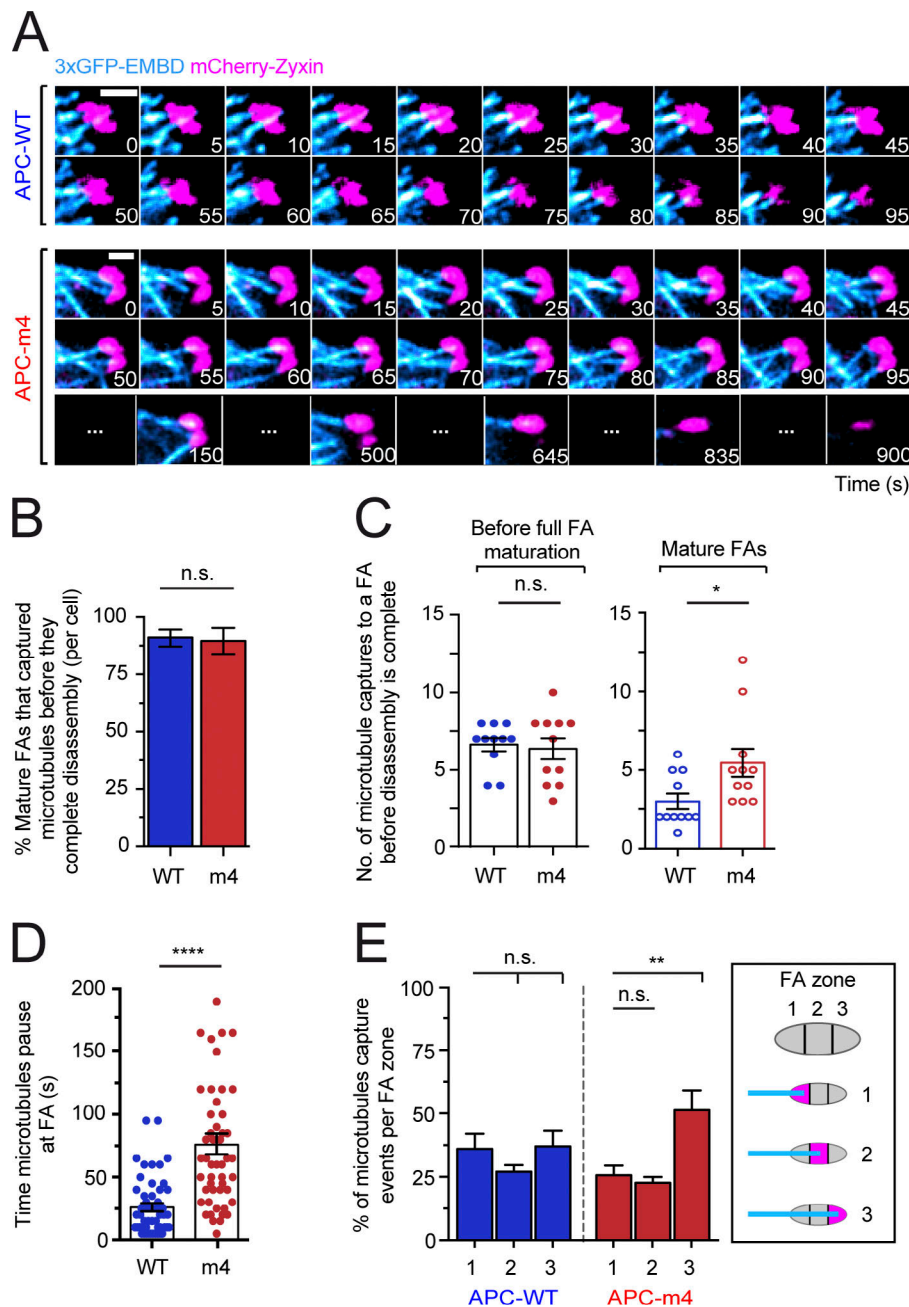 A
3xGFP-EMBD mCherry-Zyxin
APC-WT
0 5 10 15 20 25 30 35 40 45
50 55 60 65 70 75 80 85 90 95
APC-m4
0 5 10 15 20 25 30 35 40 45
50 55 60 65 70 75 80 85 90 95
... 150 ... 500 ... 645 ... 835 ... 900
Time (s)
B
% Mature FAs that captured
microtubules before they
complete disassembly (per cell)
n.s.
100
75
50
25
0
WT m4
C
No. of microtubule captures to a FA
before disassembly is complete
Before full FA
maturation
n.s.
15
10
5
0
WT m4
Mature FAs
*
15
10
5
0
WT m4
D
Time microtubules pause
at FA (s)
****
200
150
100
50
0
WT m4
E
% of microtubules capture
events per FA zone
n.s.
**
n.s.
100
75
50
25
0
1 2 3 1 2 3
APC-WT APC-m4
FA zone
1 2 3
1
2
3